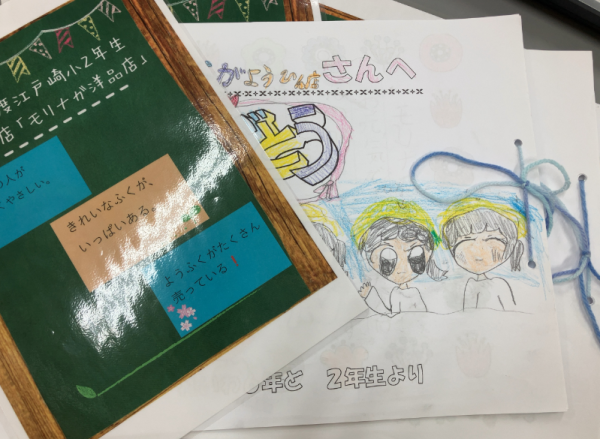 度江戸崎小2年生
店「モリナガ洋品店」
の人が
くやさしい。
きれいなふくが、
いっぱいある。
ようふくがたくさん
売っている!
がようひん店さんへ
年と 2年生より